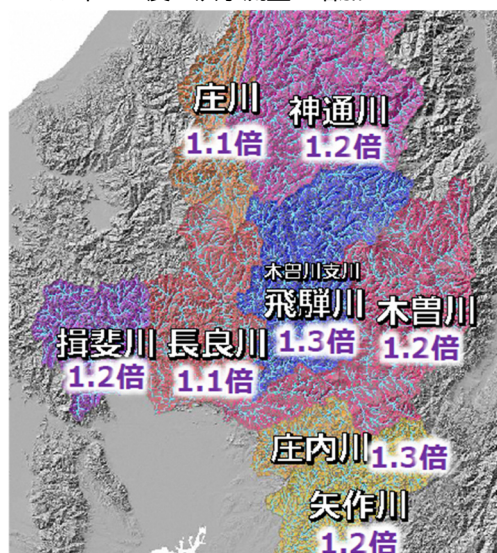 庄川
1.1倍
神通川
1.2倍
木曽川支川
飛騨川
1.3倍
木曽川
1.2倍
揖斐川
1.2倍
長良川
1.1倍
庄内川
1.3倍
矢作川
1.2倍